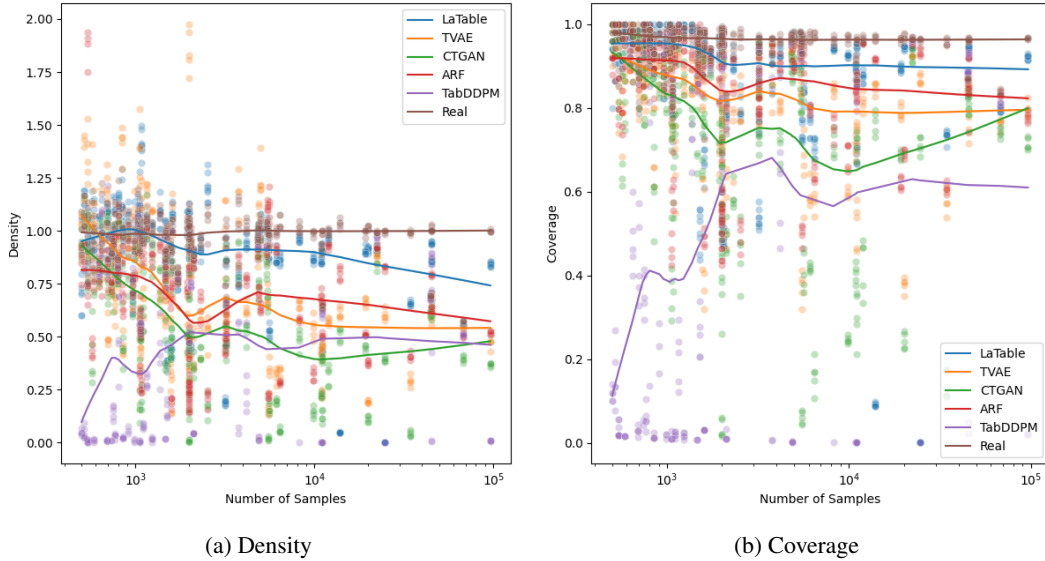 2.00
1.75
1.50
1.25
1.00
0.75
0.50
0.25
0.00
Density
10³
10⁴
10⁵
Number of Samples
LaTable
TVAE
CTGAN
ARF
TabDDPM
Real
(a) Density
1.0
0.8
0.6
0.4
0.2
0.0
Coverage
10³
10⁴
10⁵
Number of Samples
LaTable
TVAE
CTGAN
ARF
TabDDPM
Real
(b) Coverage